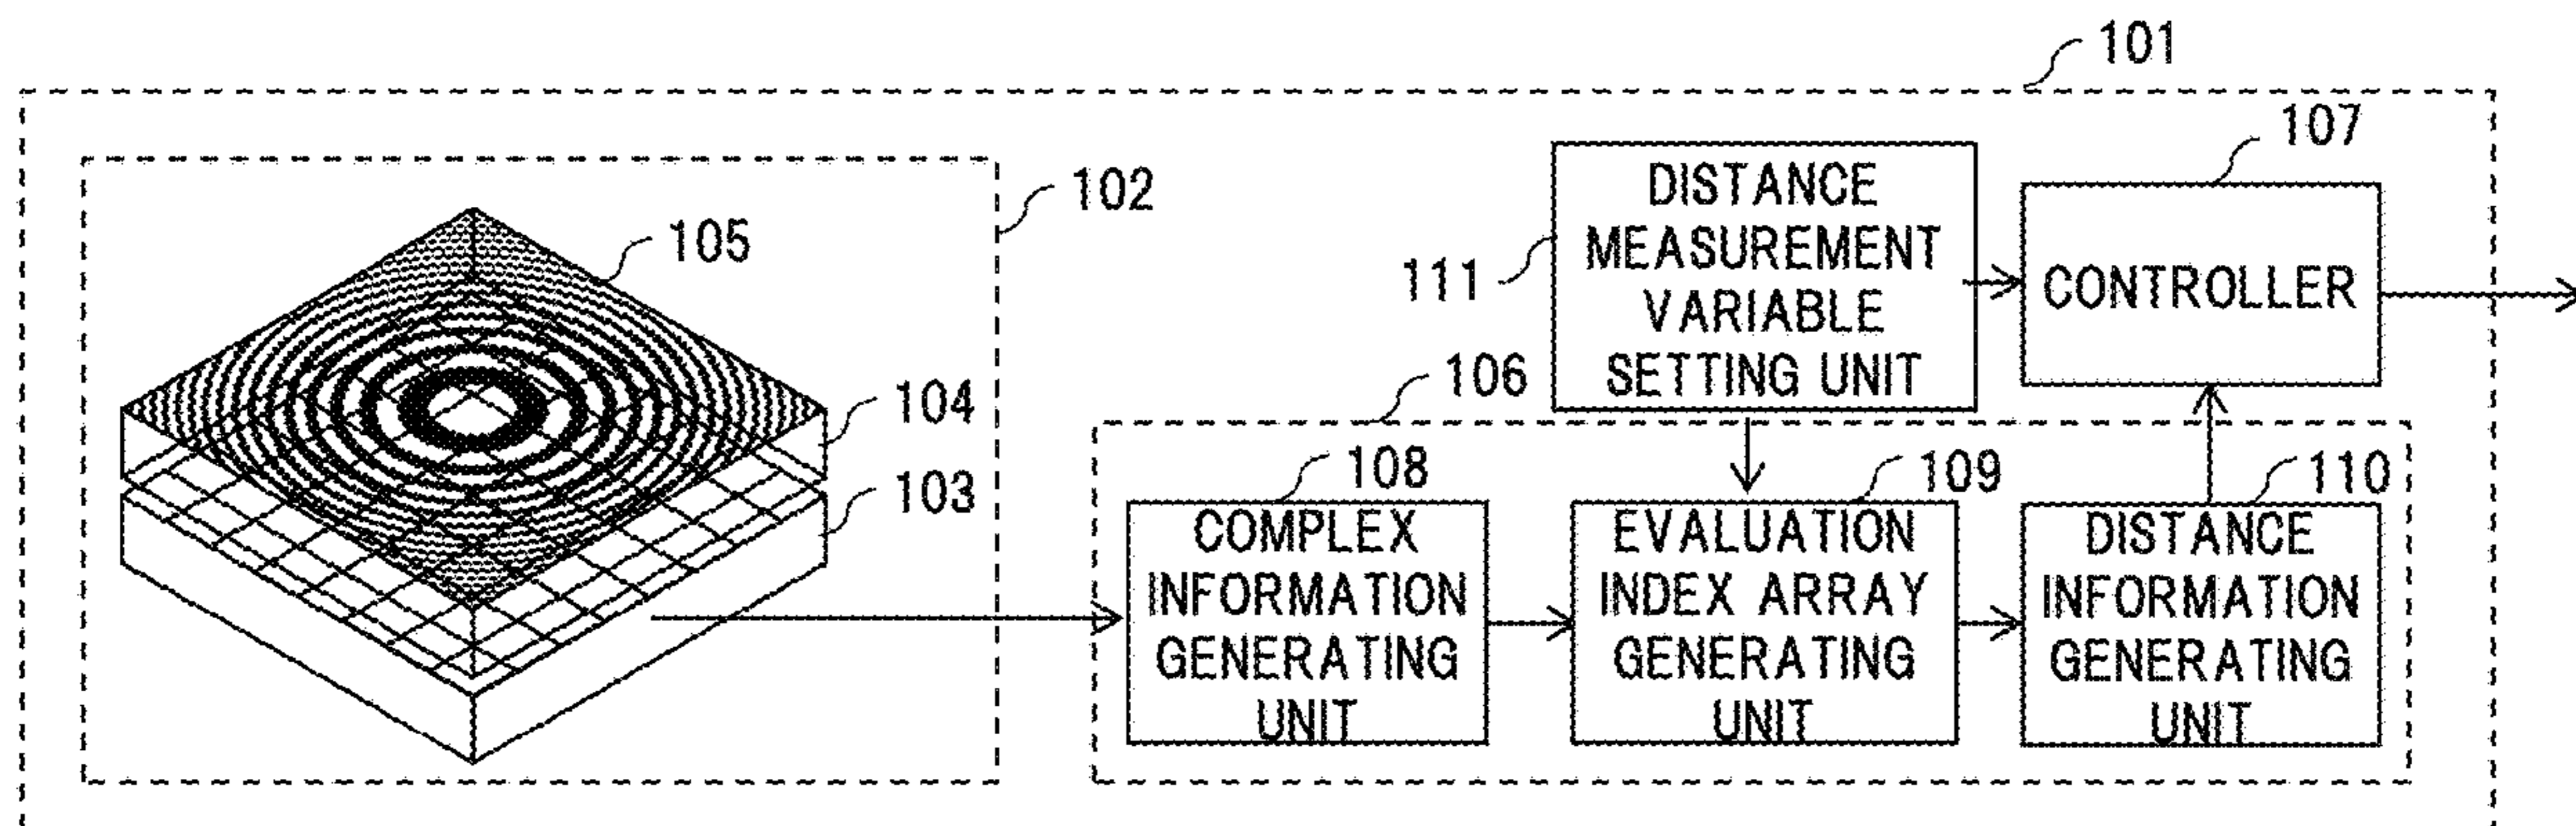 101
107
102
105
111
DISTANCE
MEASUREMENT
VARIABLE
SETTING UNIT
CONTROLLER
106
104
103
108
109
110
COMPLEX
INFORMATION
GENERATING
UNIT
EVALUATION
INDEX ARRAY
GENERATING
UNIT
DISTANCE
INFORMATION
GENERATING
UNIT